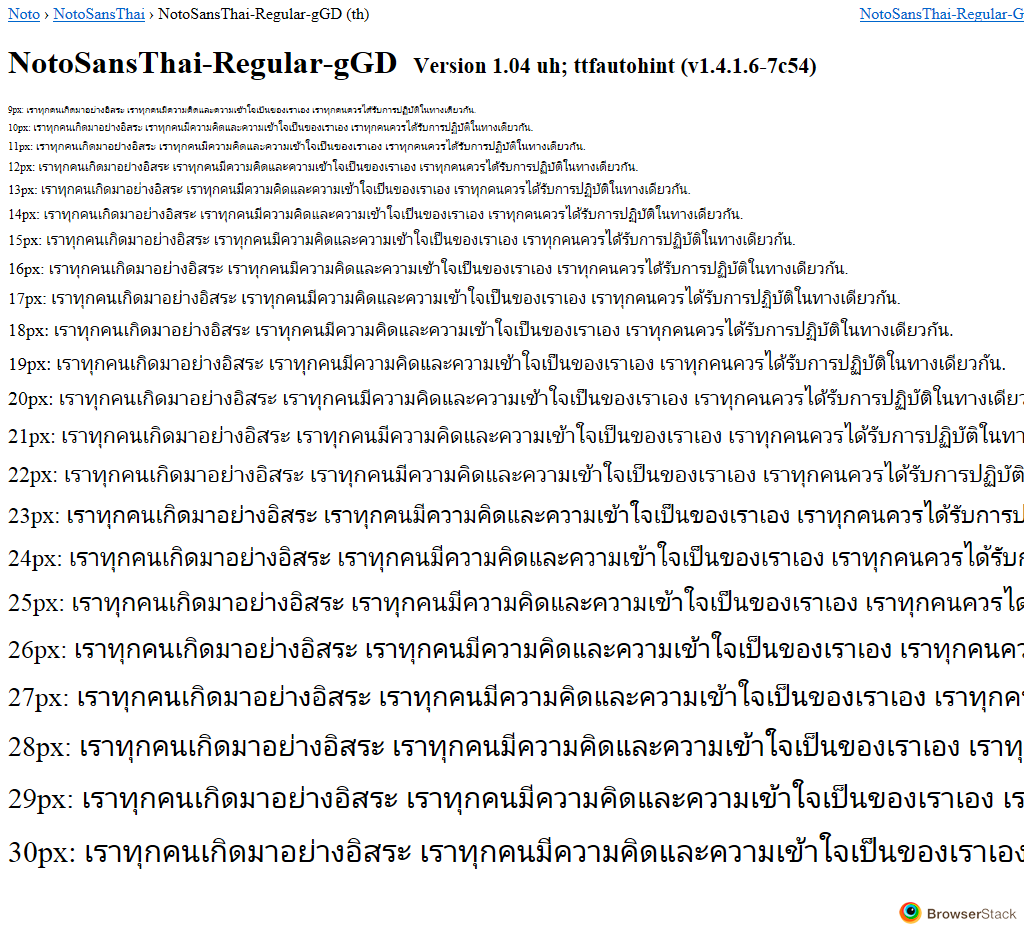 Noto › NotoSansThai › NotoSansThai-Regular-gGD (th) NotoSansThai-Regular-G
NotoSansThai-Regular-gGD Version 1.04 uh; ttfautohint (v1.4.1.6-7c54)
9px: เราทุกคนเกิดมาอย่างอิสระ เราทุกคนมีความคิดและความเข้าใจเป็นของเราเอง เราทุกคนควรได้รับการปฏิบัติในทางเดียวกัน.
10px: เราทุกคนเกิดมาอย่างอิสระ เราทุกคนมีความคิดและความเข้าใจเป็นของเราเอง เราทุกคนควรได้รับการปฏิบัติในทางเดียวกัน.
11px: เราทุกคนเกิดมาอย่างอิสระ เราทุกคนมีความคิดและความเข้าใจเป็นของเราเอง เราทุกคนควรได้รับการปฏิบัติในทางเดียวกัน.
12px: เราทุกคนเกิดมาอย่างอิสระ เราทุกคนมีความคิดและความเข้าใจเป็นของเราเอง เราทุกคนควรได้รับการปฏิบัติในทางเดียวกัน.
13px: เราทุกคนเกิดมาอย่างอิสระ เราทุกคนมีความคิดและความเข้าใจเป็นของเราเอง เราทุกคนควรได้รับการปฏิบัติในทางเดียวกัน.
14px: เราทุกคนเกิดมาอย่างอิสระ เราทุกคนมีความคิดและความเข้าใจเป็นของเราเอง เราทุกคนควรได้รับการปฏิบัติในทางเดียวกัน.
15px: เราทุกคนเกิดมาอย่างอิสระ เราทุกคนมีความคิดและความเข้าใจเป็นของเราเอง เราทุกคนควรได้รับการปฏิบัติในทางเดียวกัน.
16px: เราทุกคนเกิดมาอย่างอิสระ เราทุกคนมีความคิดและความเข้าใจเป็นของเราเอง เราทุกคนควรได้รับการปฏิบัติในทางเดียวกัน.
17px: เราทุกคนเกิดมาอย่างอิสระ เราทุกคนมีความคิดและความเข้าใจเป็นของเราเอง เราทุกคนควรได้รับการปฏิบัติในทางเดียวกัน.
18px: เราทุกคนเกิดมาอย่างอิสระ เราทุกคนมีความคิดและความเข้าใจเป็นของเราเอง เราทุกคนควรได้รับการปฏิบัติในทางเดียวกัน.
19px: เราทุกคนเกิดมาอย่างอิสระ เราทุกคนมีความคิดและความเข้าใจเป็นของเราเอง เราทุกคนควรได้รับการปฏิบัติในทางเดียวกัน.
20px: เราทุกคนเกิดมาอย่างอิสระ เราทุกคนมีความคิดและความเข้าใจเป็นของเราเอง เราทุกคนควรได้รับการปฏิบัติในทางเดีย
21px: เราทุกคนเกิดมาอย่างอิสระ เราทุกคนมีความคิดและความเข้าใจเป็นของเราเอง เราทุกคนควรได้รับการปฏิบัติในทา
22px: เราทุกคนเกิดมาอย่างอิสระ เราทุกคนมีความคิดและความเข้าใจเป็นของเราเอง เราทุกคนควรได้รับการปฏิบัติ
23px: เราทุกคนเกิดมาอย่างอิสระ เราทุกคนมีความคิดและความเข้าใจเป็นของเราเอง เราทุกคนควรได้รับการป
24px: เราทุกคนเกิดมาอย่างอิสระ เราทุกคนมีความคิดและความเข้าใจเป็นของเราเอง เราทุกคนควรได้รับก
25px: เราทุกคนเกิดมาอย่างอิสระ เราทุกคนมีความคิดและความเข้าใจเป็นของเราเอง เราทุกคนควรได้
26px: เราทุกคนเกิดมาอย่างอิสระ เราทุกคนมีความคิดและความเข้าใจเป็นของเราเอง เราทุกคนคว
27px: เราทุกคนเกิดมาอย่างอิสระ เราทุกคนมีความคิดและความเข้าใจเป็นของเราเอง เราทุกค
28px: เราทุกคนเกิดมาอย่างอิสระ เราทุกคนมีความคิดและความเข้าใจเป็นของเราเอง เราทุ
29px: เราทุกคนเกิดมาอย่างอิสระ เราทุกคนมีความคิดและความเข้าใจเป็นของเราเอง เร
30px: เราทุกคนเกิดมาอย่างอิสระ เราทุกคนมีความคิดและความเข้าใจเป็นของเราเอง
BrowserStack